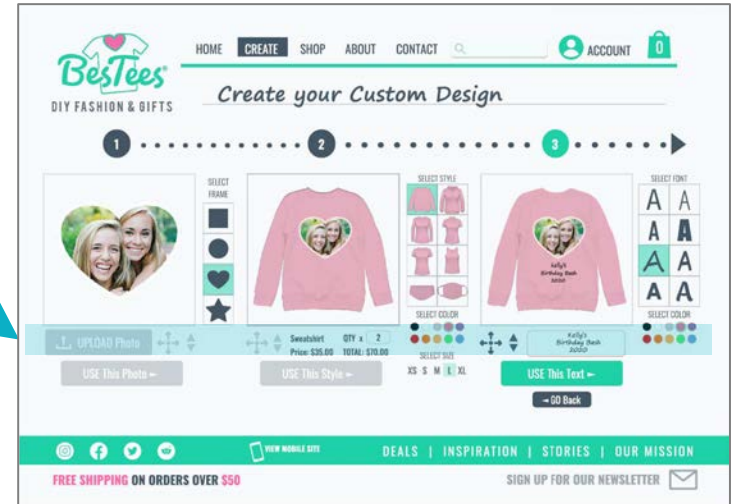 HOME CREATE SHOP ABOUT CONTACT ACCOUNT 0
BesTees
DIY FASHION & GIFTS
Create your Custom Design
1 2 3
SELECT FRAME
SELECT STYLE
SELECT FONT
A A
A A
A A
A A
Kelly's
Birthday Bash
2020
SELECT COLOR
SELECT COLOR
UPLOAD Photo
Sweatshirt QTY x 2
Price: $35.00 TOTAL: $70.00
Kelly's
Birthday Bash
2020
SELECT SIZE
XS S M L XL
USE This Photo
USE This Style
USE This Text
GO Back
VIEW MOBILE SITE
DEALS | INSPIRATION | STORIES | OUR MISSION
FREE SHIPPING ON ORDERS OVER $50
SIGN UP FOR OUR NEWSLETTER